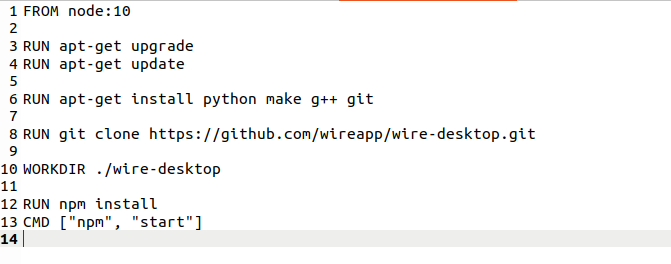 1 FROM node:10
2
3 RUN apt-get upgrade
4 RUN apt-get update
5
6 RUN apt-get install python make g++ git
7
8 RUN git clone https://github.com/wireapp/wire-desktop.git
9
10 WORKDIR ./wire-desktop
11
12 RUN npm install
13 CMD ["npm", "start"]
14